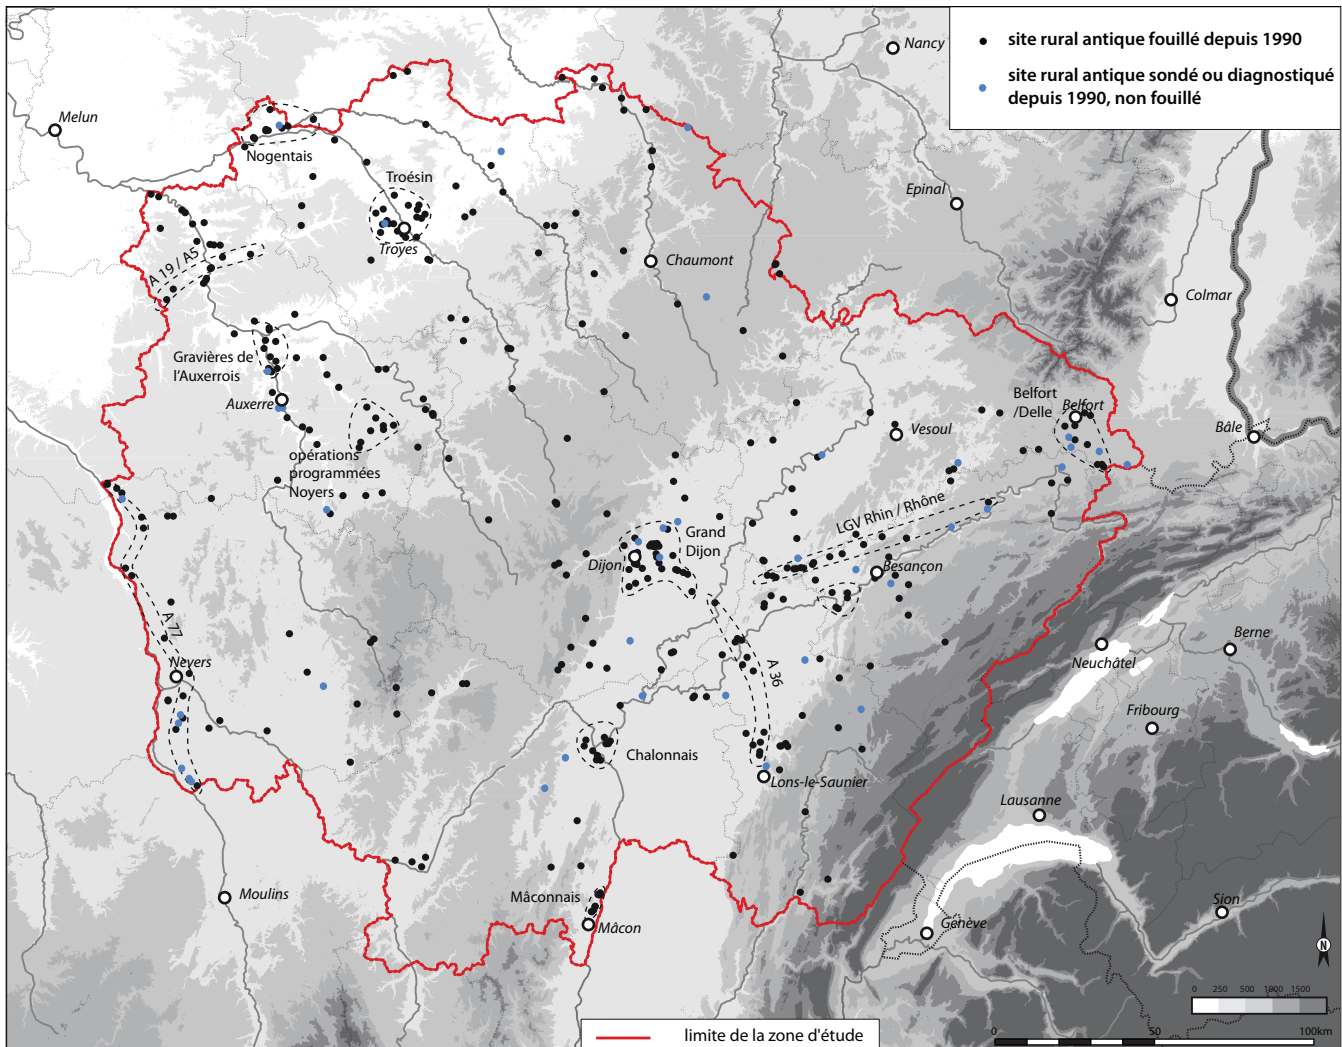 site rural antique fouillé depuis 1990
site rural antique sondé ou diagnostiqué
depuis 1990, non fouillé
Nancy
Melun
Nogentais
Troésin
Troyes
Epinal
Chaumont
A 19 / A5
Colmar
Gravières de
l'Auxerrois
Auxerre
Belfort
/Delle
Belfort
Vesoul
Bâle
opérations
programmées
Noyers
LGV Rhin / Rhône
Grand
Dijon
Dijon
Besançon
A 77
Nevers
A 36
Neuchâtel
Berne
Fribourg
Chalonnais
Lons-le-Saunier
Lausanne
Moulins
Mâconnais
Mâcon
Sion
Genève
N
0 250 500 1000 1500
limite de la zone d'étude
0 50 100km